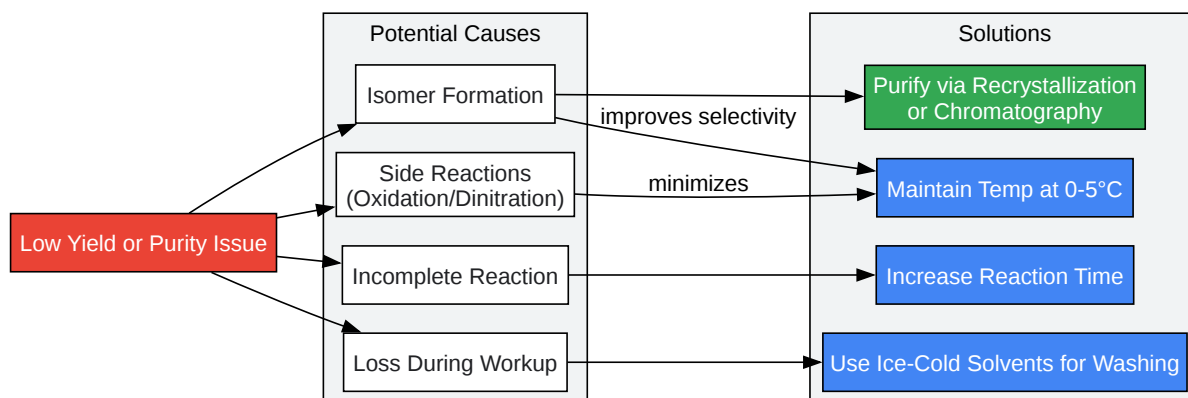 Potential Causes
Solutions
Isomer Formation
Purify via Recrystallization
or Chromatography
improves selectivity
Side Reactions
(Oxidation/Dinitration)
minimizes
Maintain Temp at 0-5°C
Low Yield or Purity Issue
Incomplete Reaction
Increase Reaction Time
Loss During Workup
Use Ice-Cold Solvents for Washing